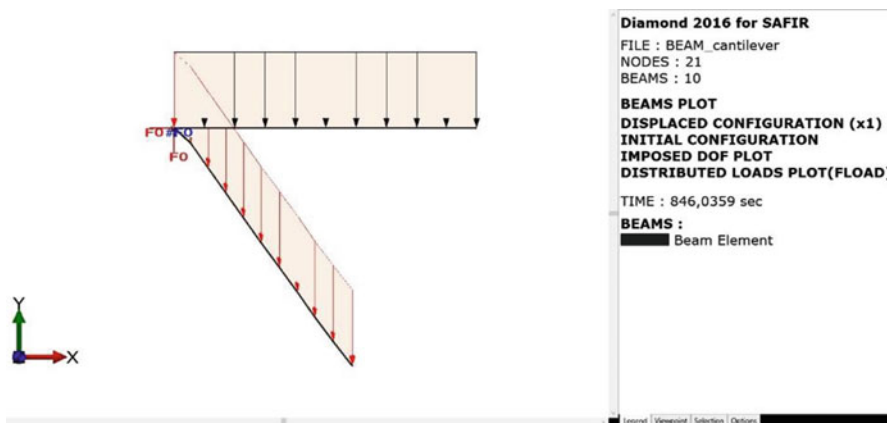 Diamond 2016 for SAFIR
FILE : BEAM_cantilever
NODES : 21
BEAMS : 10
BEAMS PLOT
DISPLACED CONFIGURATION (x1)
INITIAL CONFIGURATION
IMPOSED DOF PLOT
DISTRIBUTED LOADS PLOT(FLOAD)
TIME : 846,0359 sec
BEAMS :
Beam Element
F0 #F0
F0
Y
X
Legend Viewpoint Selection Options